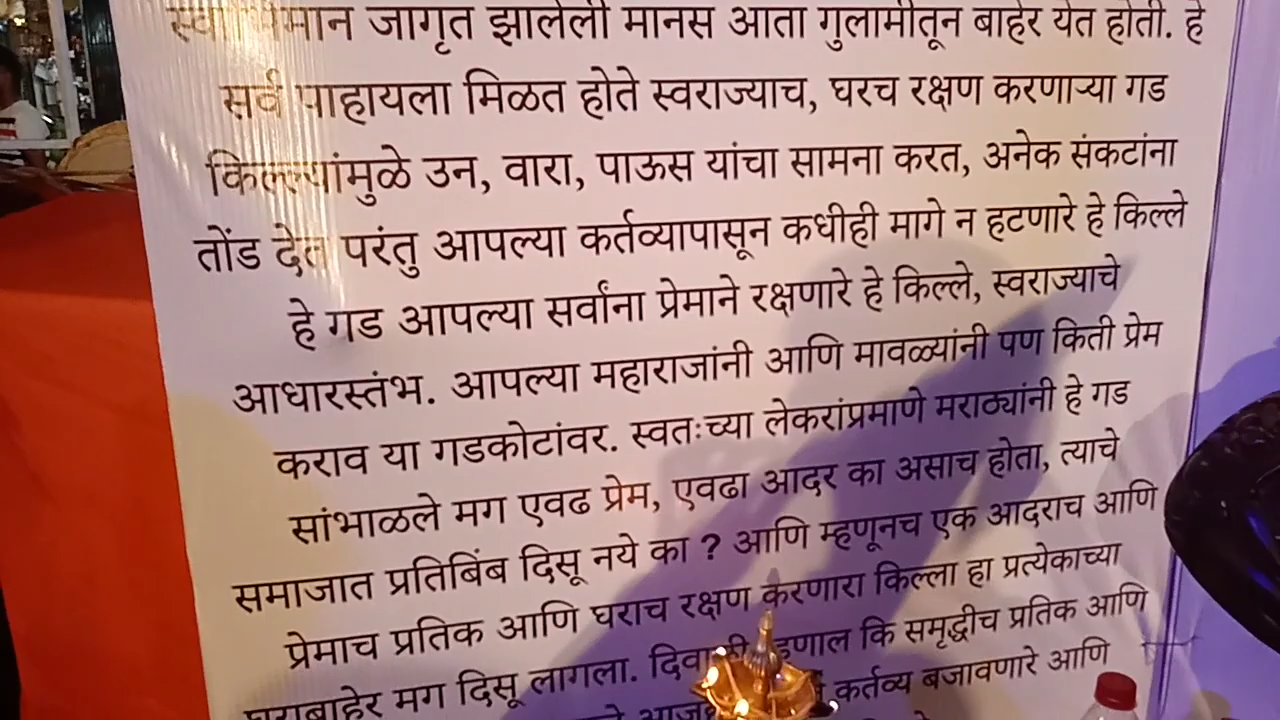 स्वाभिमान जागृत झालेली मानस आता गुलामीतून बाहेर येत होती. हे
सर्व पाहायला मिळत होते स्वराज्याच, घरच रक्षण करणाऱ्या गड
किल्ल्यांमुळे उन, वारा, पाऊस यांचा सामना करत, अनेक संकटांना
तोंड देत परंतु आपल्या कर्तव्यापासून कधीही मागे न हटणारे हे किल्ले
हे गड आपल्या सर्वांना प्रेमाने रक्षणारे हे किल्ले, स्वराज्याचे
आधारस्तंभ. आपल्या महाराजांनी आणि मावळ्यांनी पण किती प्रेम
कराव या गडकोटांवर. स्वतःच्या लेकरांप्रमाणे मराठ्यांनी हे गड
सांभाळले मग एवढ प्रेम, एवढा आदर का असाच होता, त्याचे
समाजात प्रतिबिंब दिसू नये का ? आणि म्हणूनच एक आदराच आणि
प्रेमाच प्रतिक आणि घराच रक्षण करणारा किल्ला हा प्रत्येकाच्या
घराबाहेर मग दिसू लागला. दिवाळी म्हणाल कि समृद्धीच प्रतिक आणि
कर्तव्य बजावणारे आणि